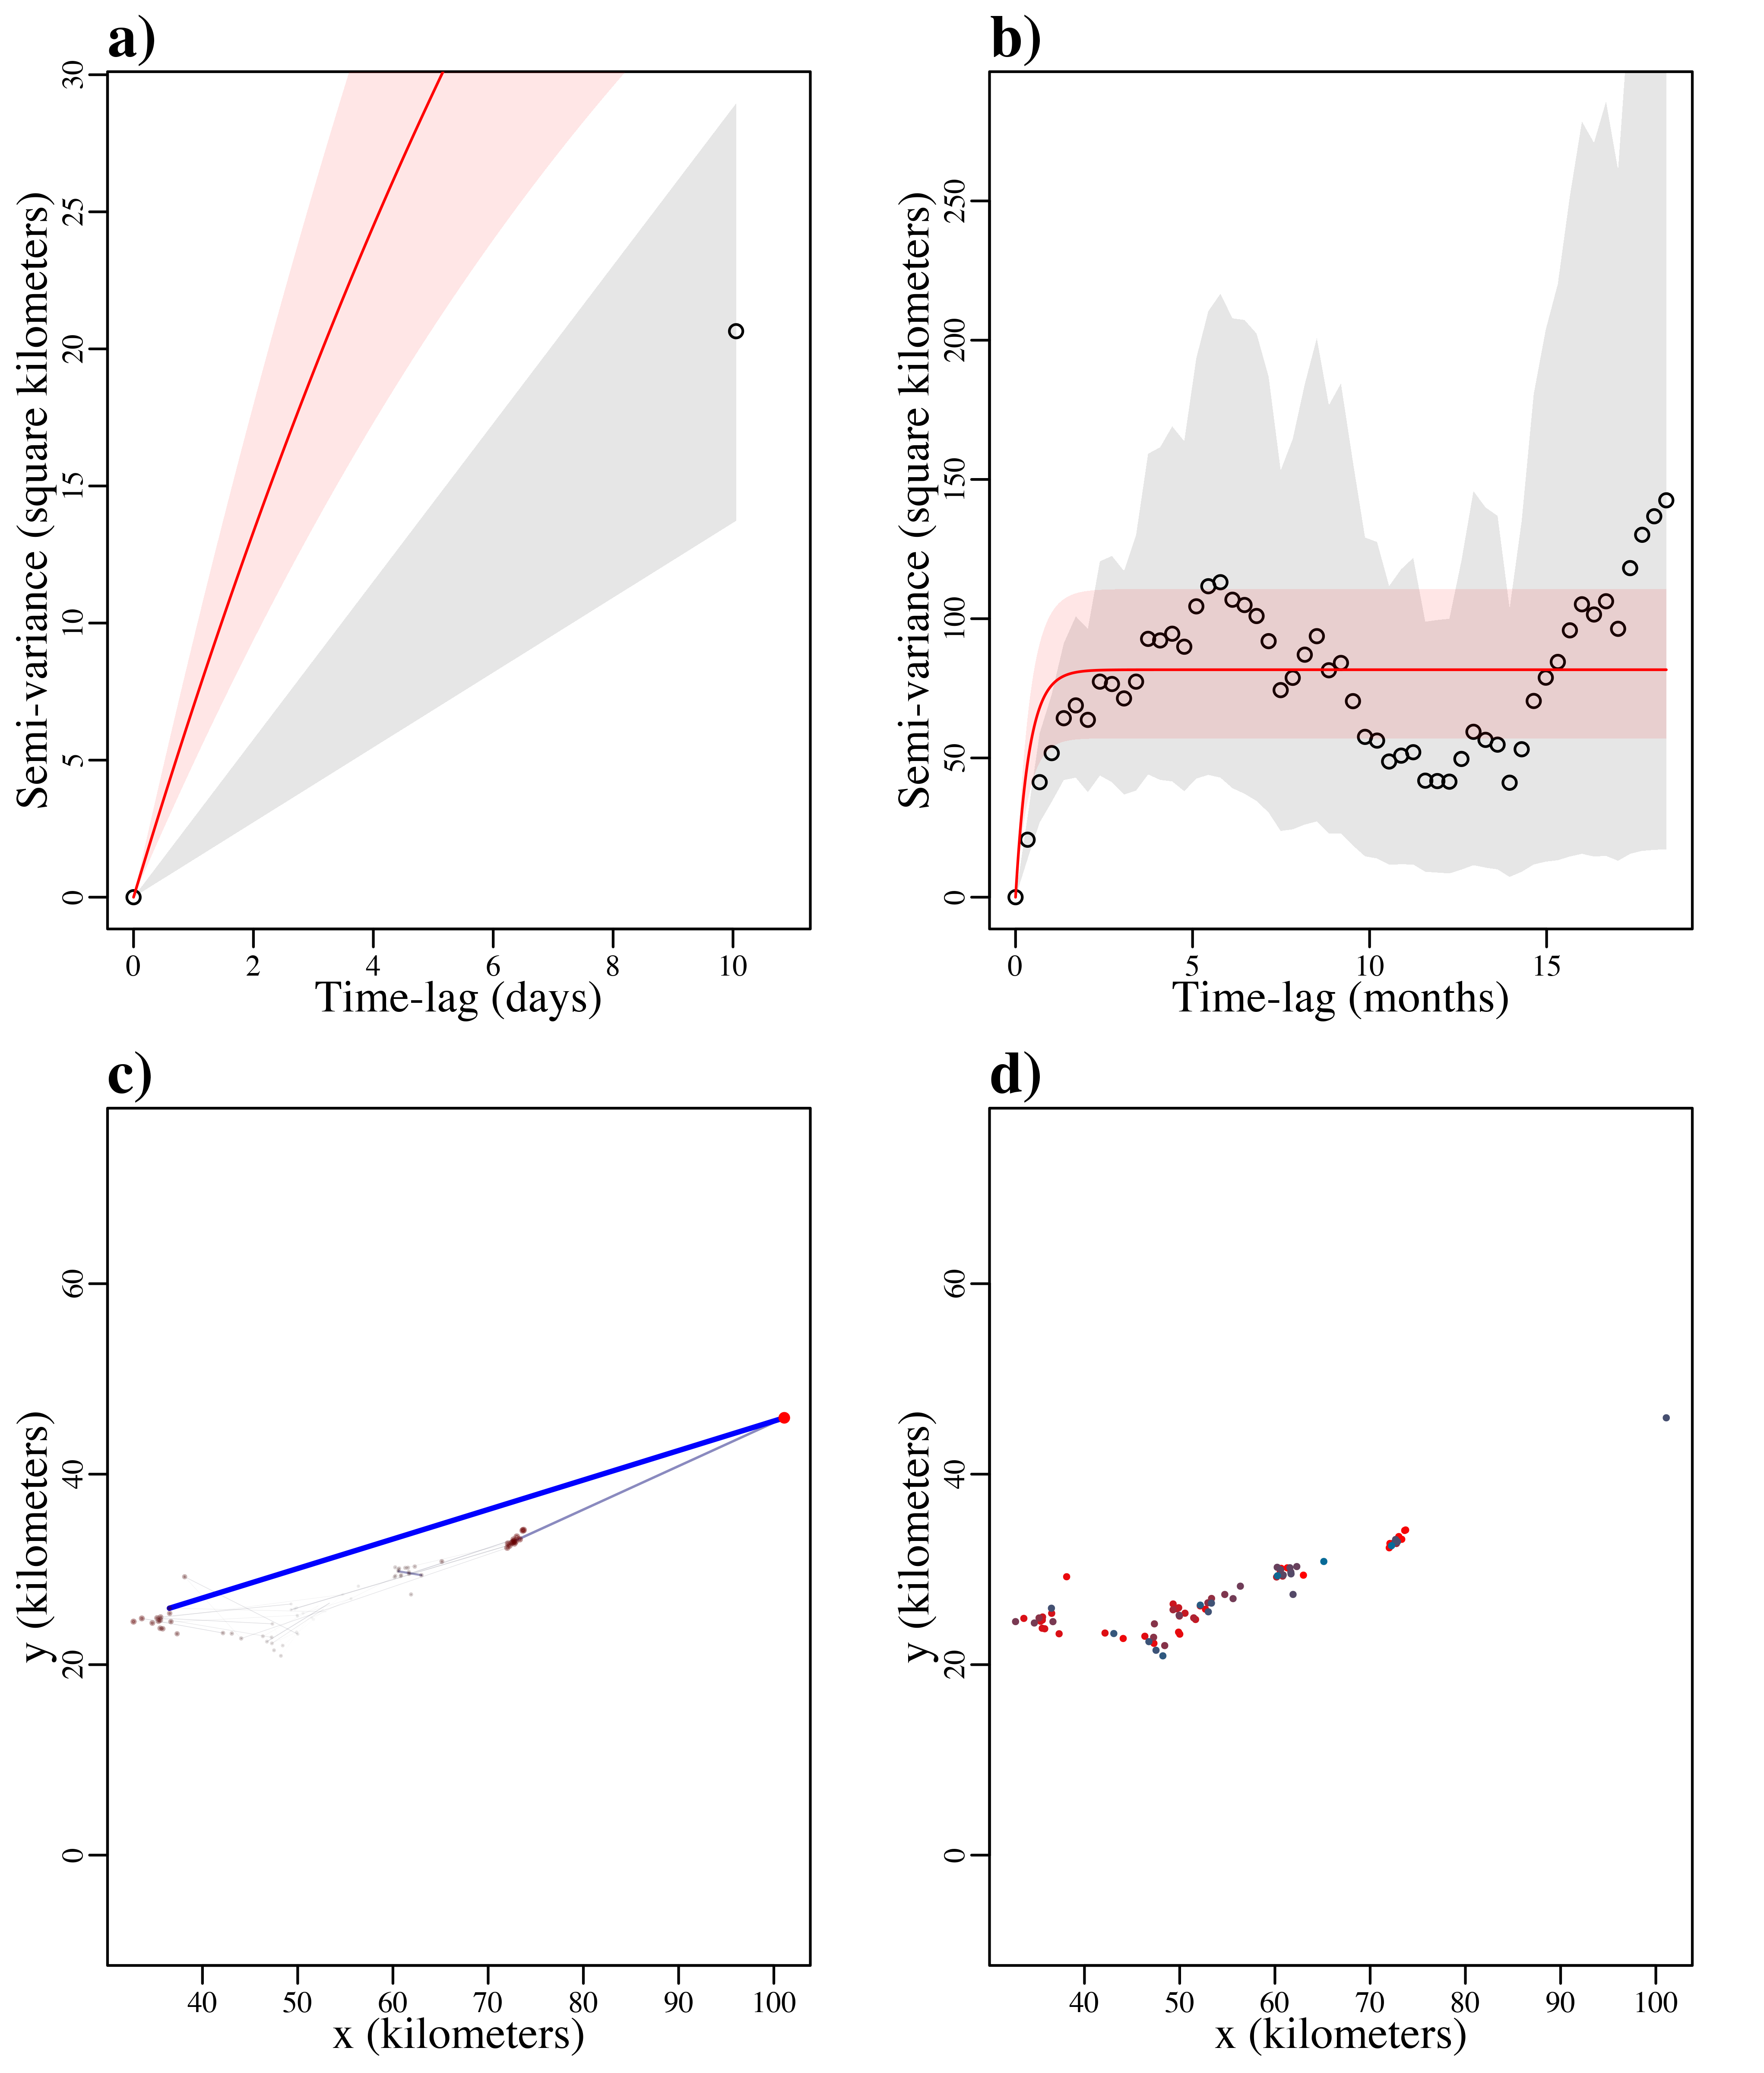 a)
30
25
20
15
10
5
0
Semi-variance (square kilometers)
0 2 4 6 8 10
Time-lag (days)
b)
250
200
150
100
50
0
Semi-variance (square kilometers)
0 5 10 15
Time-lag (months)
c)
60
40
20
0
y (kilometers)
40 50 60 70 80 90 100
x (kilometers)
d)
60
40
20
0
y (kilometers)
40 50 60 70 80 90 100
x (kilometers)